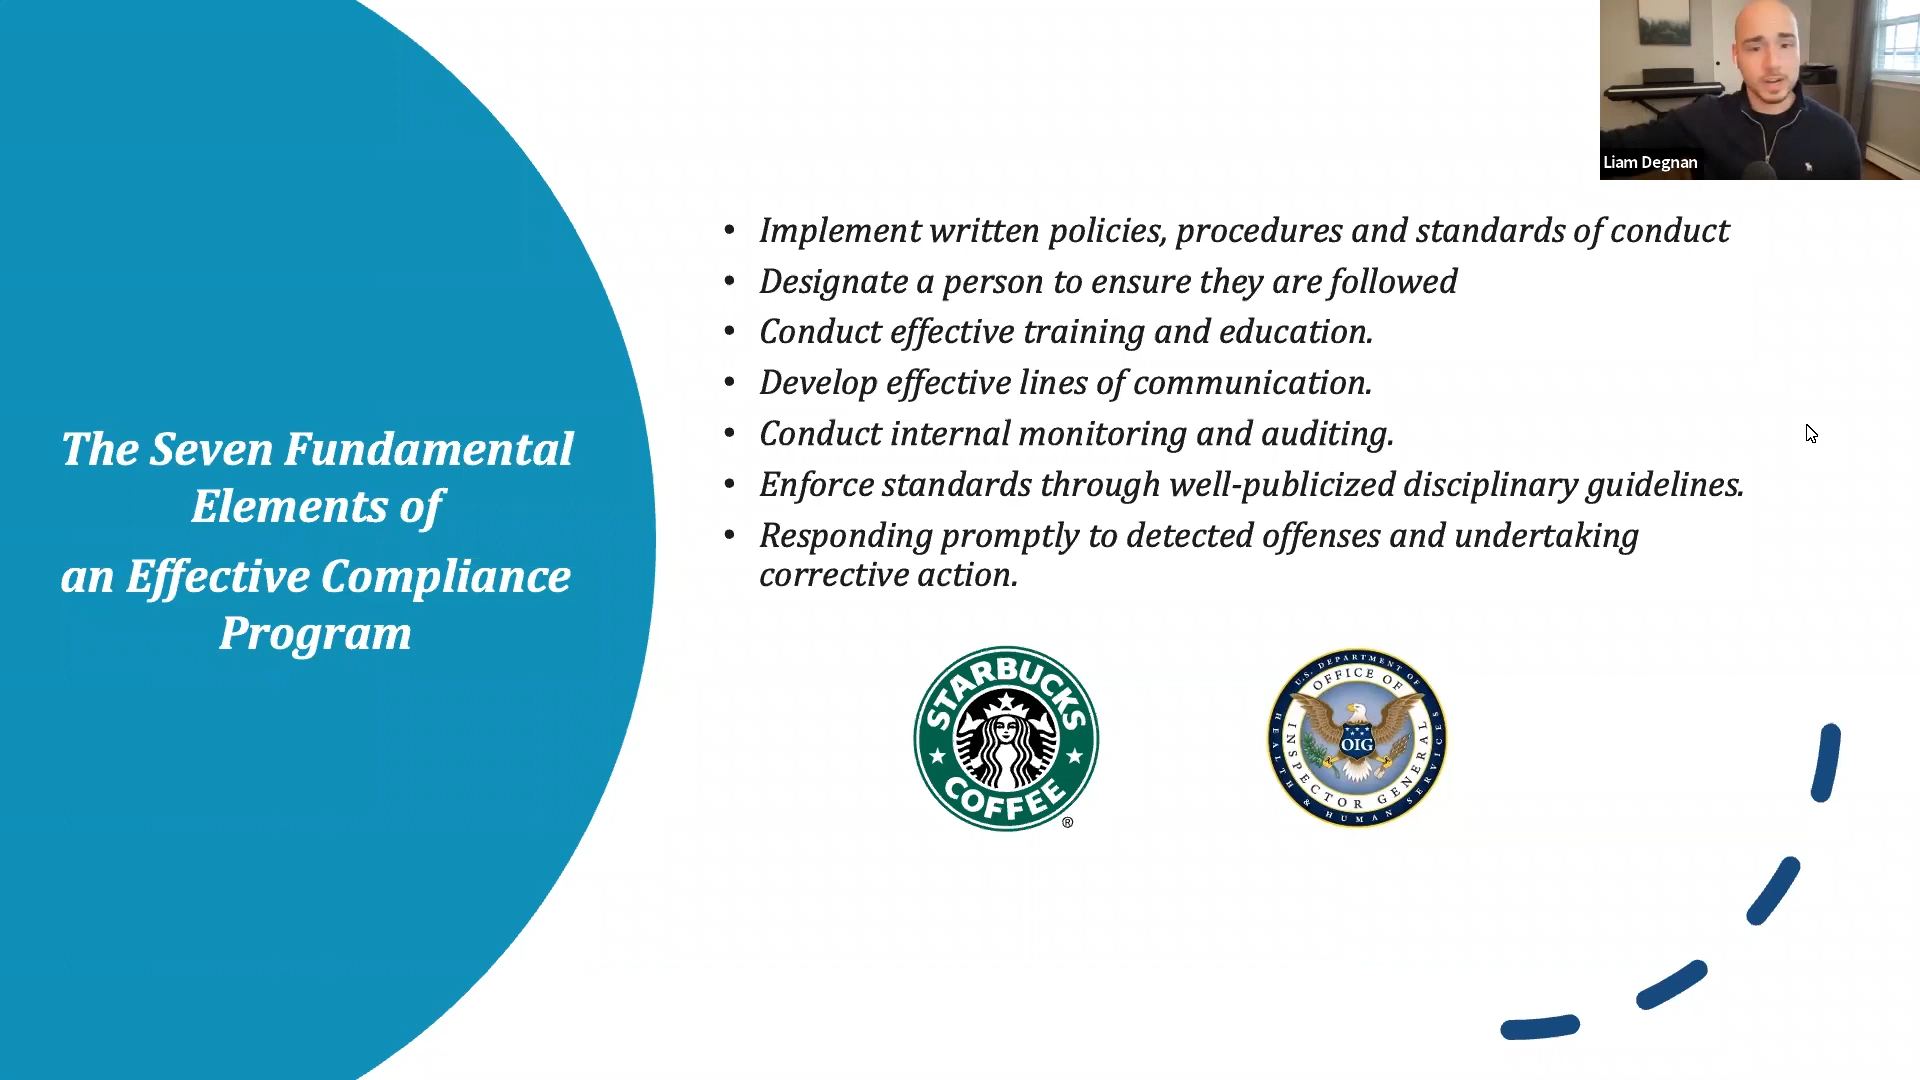 Liam Degnan
The Seven Fundamental
Elements of
an Effective Compliance
Program
• Implement written policies, procedures and standards of conduct
• Designate a person to ensure they are followed
• Conduct effective training and education.
• Develop effective lines of communication.
• Conduct internal monitoring and auditing.
• Enforce standards through well-publicized disciplinary guidelines.
• Responding promptly to detected offenses and undertaking
corrective action.
STARBUCKS
COFFEE
®
U.S. DEPARTMENT OF
HEALTH & HUMAN SERVICES
OFFICE OF
INSPECTOR GENERAL
OIG